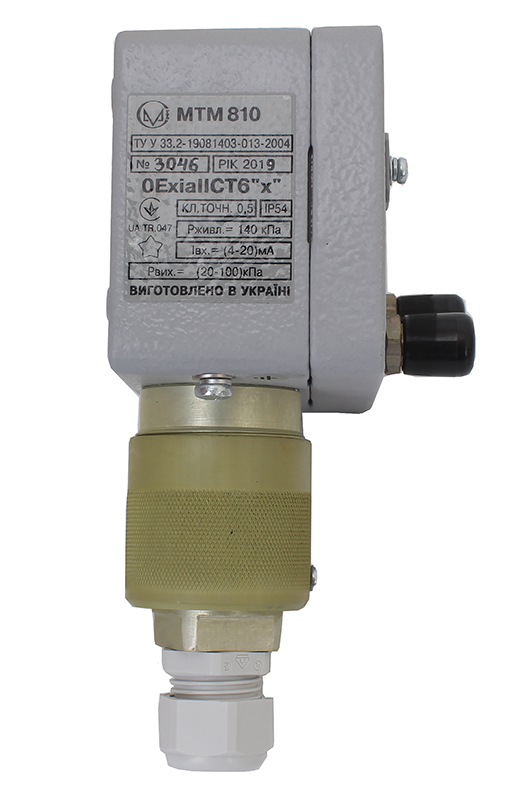 МТМ 810
ТУ У 33.2-19081403-013-2004
№ 3046 РІК 2019
0ExiaIICT6"x"
КЛ.ТОЧН. 0,5 IP54
UA.TR.047 Рживл.= 140 кПа
Івх.= (4-20)мА
Рвих.= (20-100)кПа
ВИГОТОВЛЕНО В УКРАЇНІ